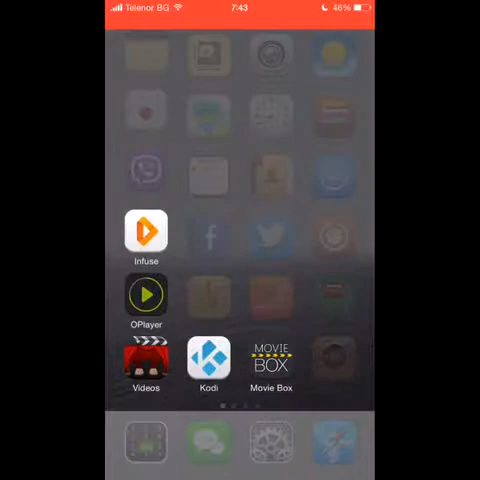 Telenor BG 7:43 46%
Infuse
OPlayer
MOVIE
BOX
Videos Kodi Movie Box